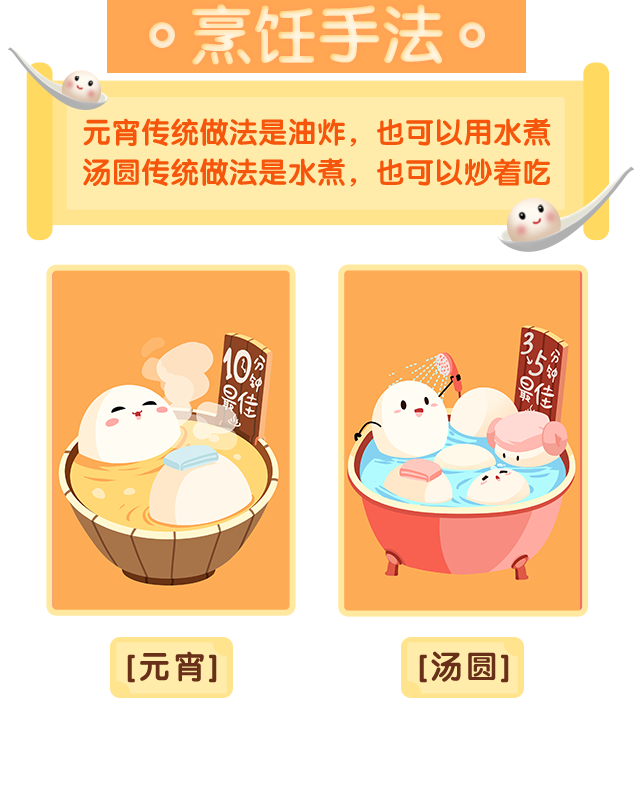 烹饪手法
元宵传统做法是油炸，也可以用水煮
汤圆传统做法是水煮，也可以炒着吃
10分钟
最佳
3~5分钟
最佳
[元宵]
[汤圆]